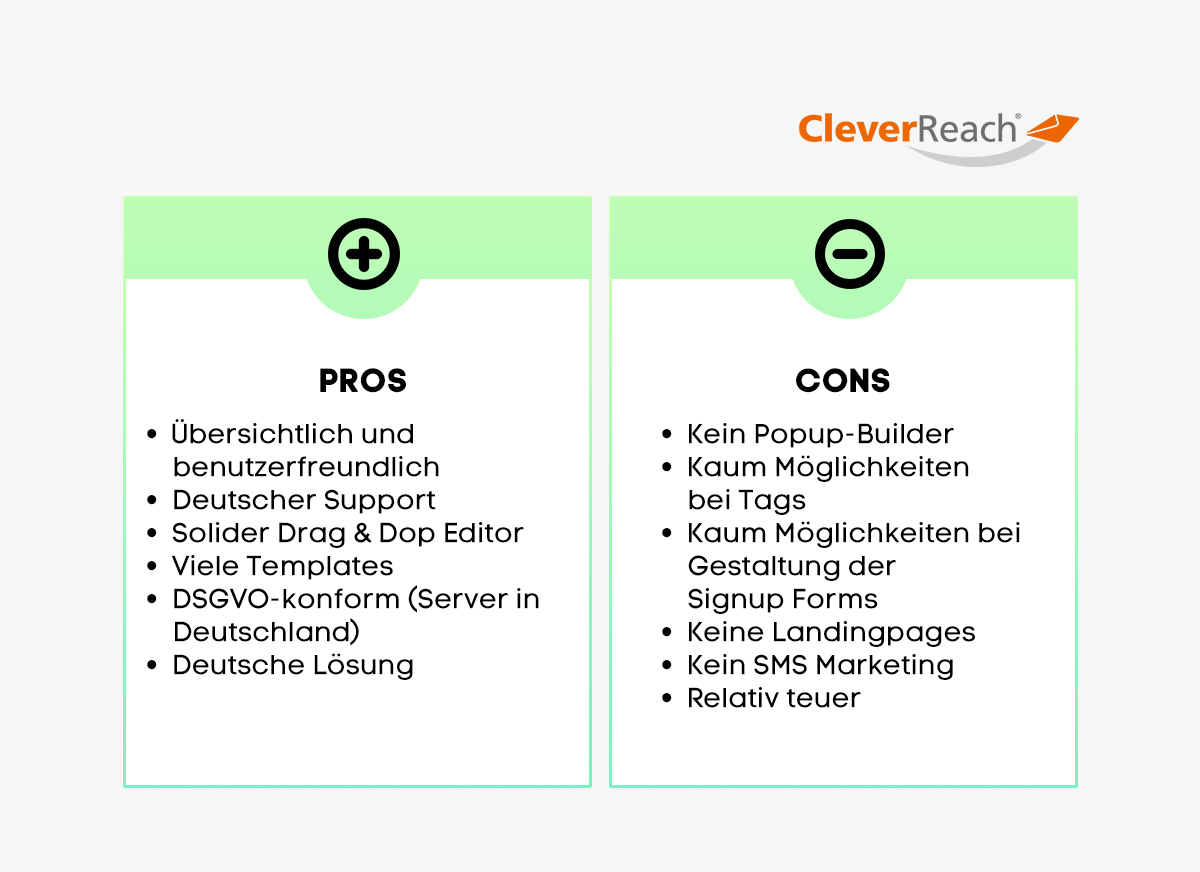 CleverReach®
PROS
• Übersichtlich und
benutzerfreundlich
• Deutscher Support
• Solider Drag & Dop Editor
• Viele Templates
• DSGVO-konform (Server in
Deutschland)
• Deutsche Lösung
CONS
• Kein Popup-Builder
• Kaum Möglichkeiten
bei Tags
• Kaum Möglichkeiten bei
Gestaltung der
Signup Forms
• Keine Landingpages
• Kein SMS Marketing
• Relativ teuer